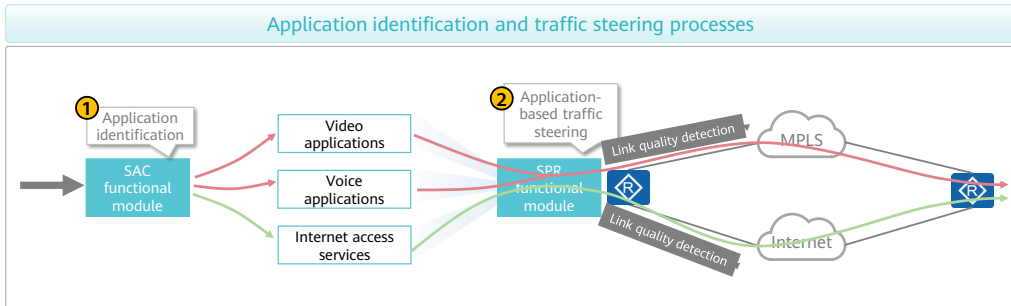 Application identification and traffic steering processes
1
Application
identification
SAC
functional
module
Video
applications
Voice
applications
Internet access
services
2
Application-
based traffic
steering
SPR
functional
module
R
Link quality detection
MPLS
Link quality detection
Internet
R